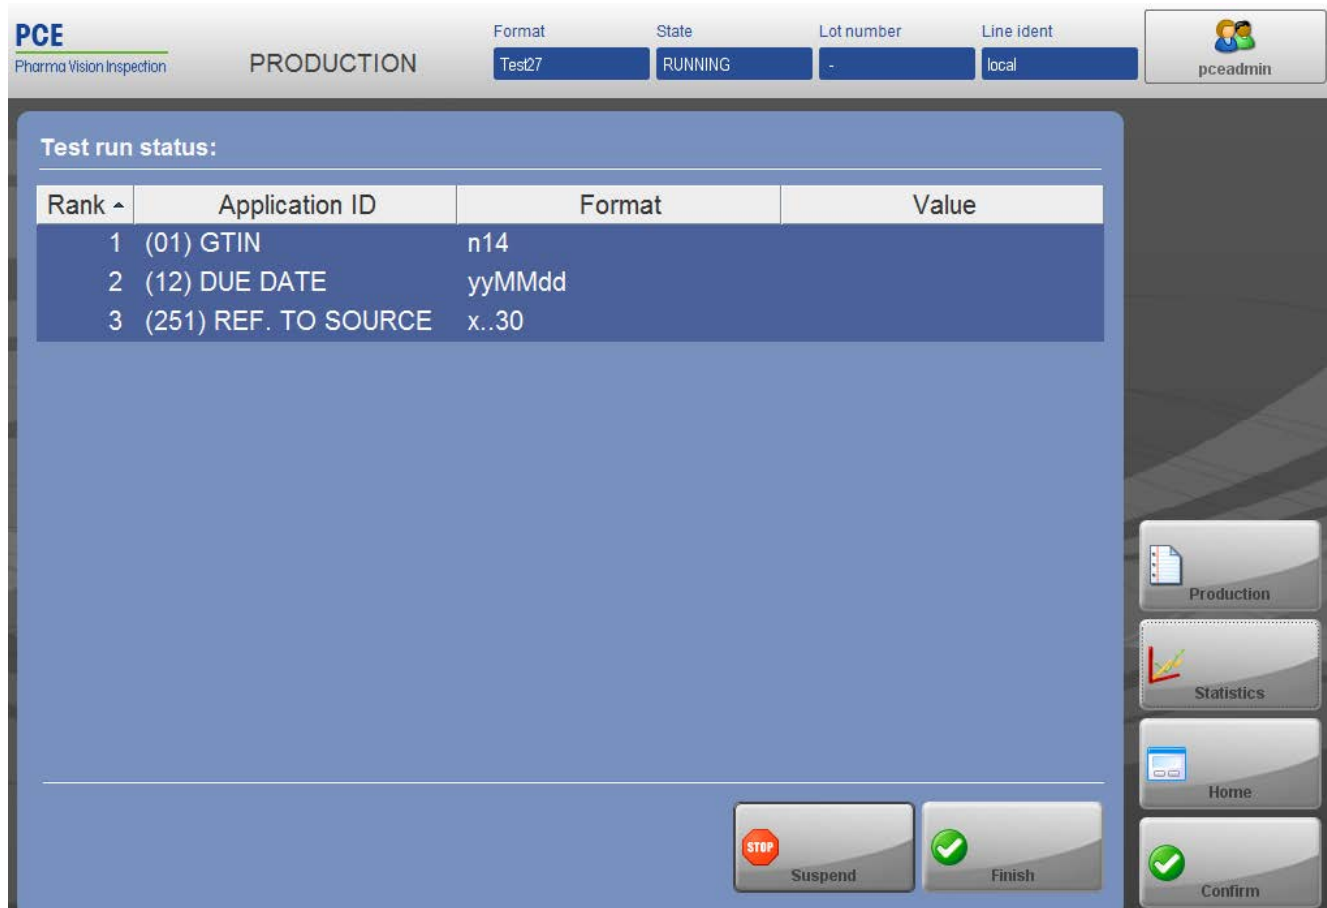 PCE
Pharma Vision Inspection
PRODUCTION
Format State Lot number Line ident
Test27 RUNNING - local
pceadmin
Test run status:
Rank Application ID Format Value
1 (01) GTIN n14
2 (12) DUE DATE yyMMdd
3 (251) REF. TO SOURCE x..30
Production
Statistics
Home
STOP
Suspend Finish
Confirm